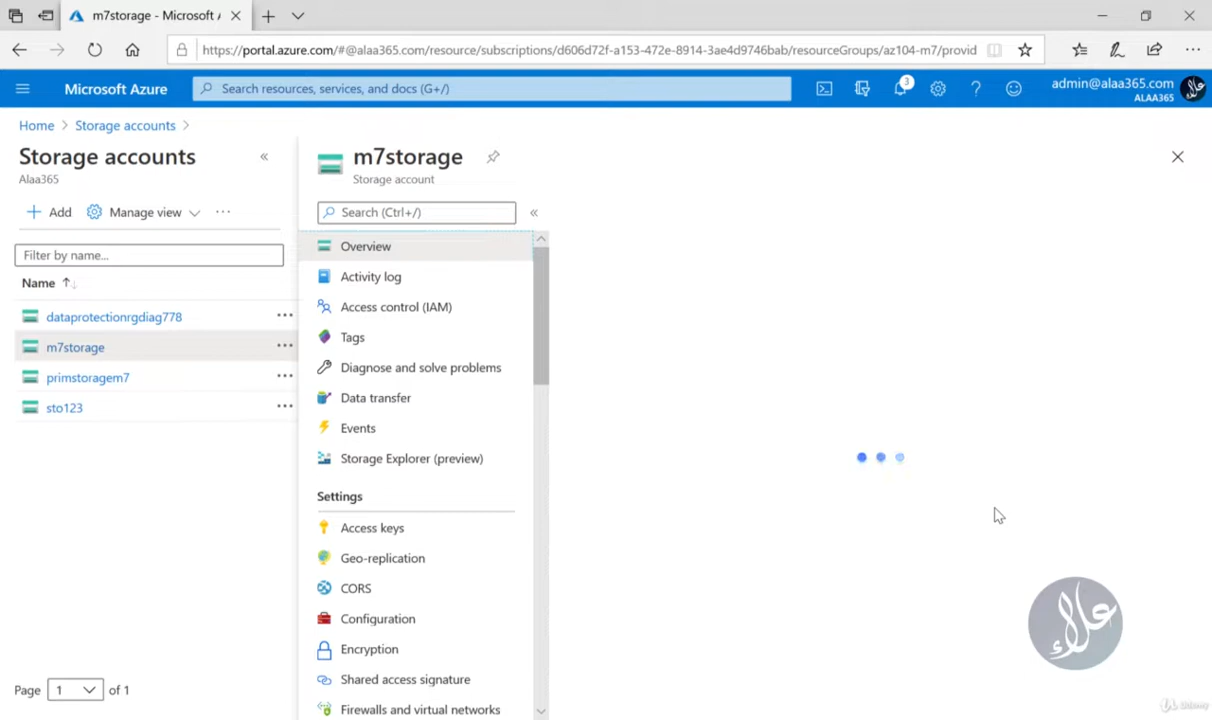 m7storage - Microsoft A
https://portal.azure.com/#@alaa365.com/resource/subscriptions/d606d72f-a153-472e-8914-3ae4d9746bab/resourceGroups/az104-m7/provid
Microsoft Azure
Search resources, services, and docs (G+/)
3
admin@alaa365.com
ALAA365
علاء
Home > Storage accounts >
Storage accounts
Alaa365
Add
Manage view
Filter by name...
Name
dataprotectionrgdiag778
m7storage
primstoragem7
sto123
Page 1 of 1
m7storage
Storage account
Search (Ctrl+/)
Overview
Activity log
Access control (IAM)
Tags
Diagnose and solve problems
Data transfer
Events
Storage Explorer (preview)
Settings
Access keys
Geo-replication
CORS
Configuration
Encryption
Shared access signature
Firewalls and virtual networks
علاء
Udemy